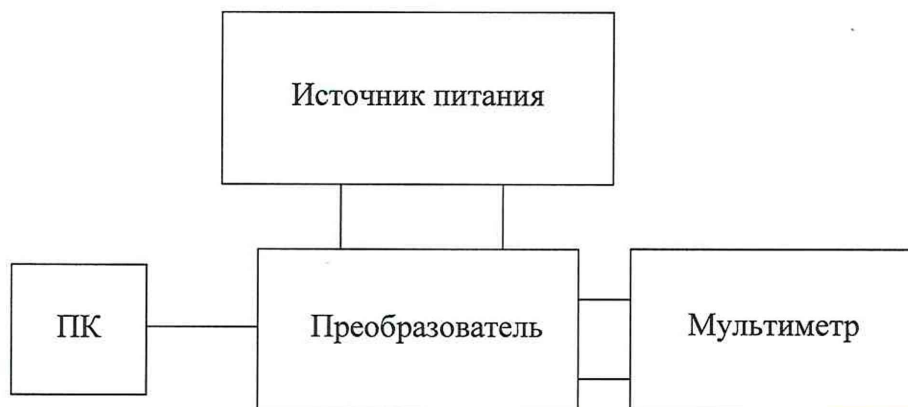 Источник питания
ПК
Преобразователь
Мультиметр